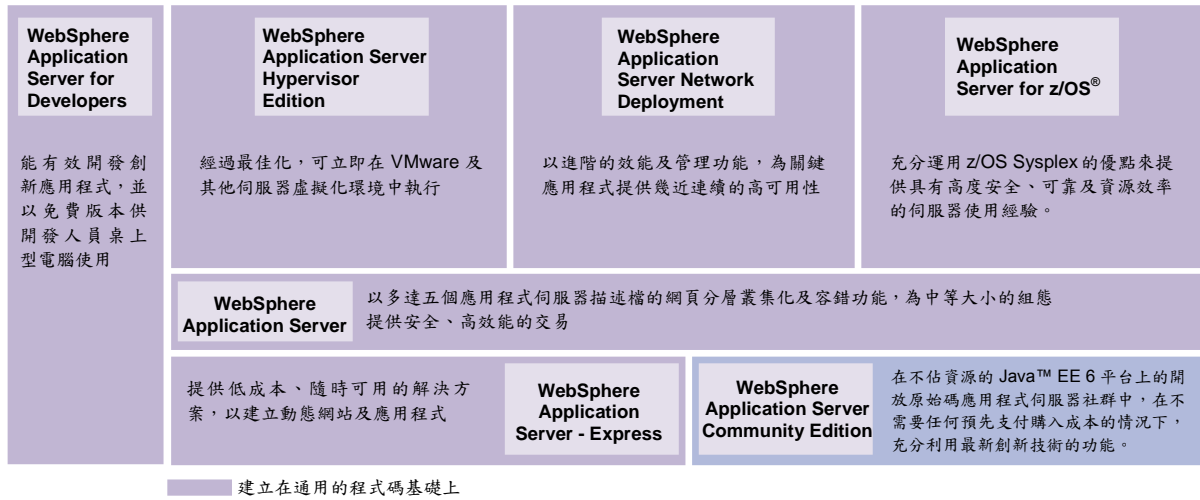 WebSphere
Application
Server for
Developers
能有效開發創
新應用程式，並
以免費版本供
開發人員桌上
型電腦使用
WebSphere
Application Server
Hypervisor
Edition
經過最佳化，可立即在 VMware 及
其他伺服器虛擬化環境中執行
WebSphere
Application
Server Network
Deployment
以進階的效能及管理功能，為關鍵
應用程式提供幾近連續的高可用性
WebSphere
Application
Server for z/OS®
充分運用 z/OS Sysplex 的優點來提
供具有高度安全、可靠及資源效率
的伺服器使用經驗。
WebSphere
Application Server
以多達五個應用程式伺服器描述檔的網頁分層叢集化及容錯功能，為中等大小的組態
提供安全、高效能的交易
提供低成本、隨時可用的解決方
案，以建立動態網站及應用程式
WebSphere
Application
Server - Express
WebSphere
Application Server
Community Edition
在不佔資源的 Java™ EE 6 平台上的開
放原始碼應用程式伺服器社群中，在不
需要任何預先支付購入成本的情況下，
充分利用最新創新技術的功能。
建立在通用的程式碼基礎上